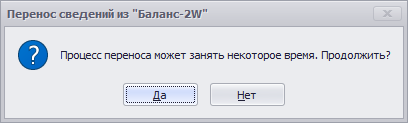 Перенос сведений из "Баланс-2W"
Процесс переноса может занять некоторое время. Продолжить?
Да
Нет